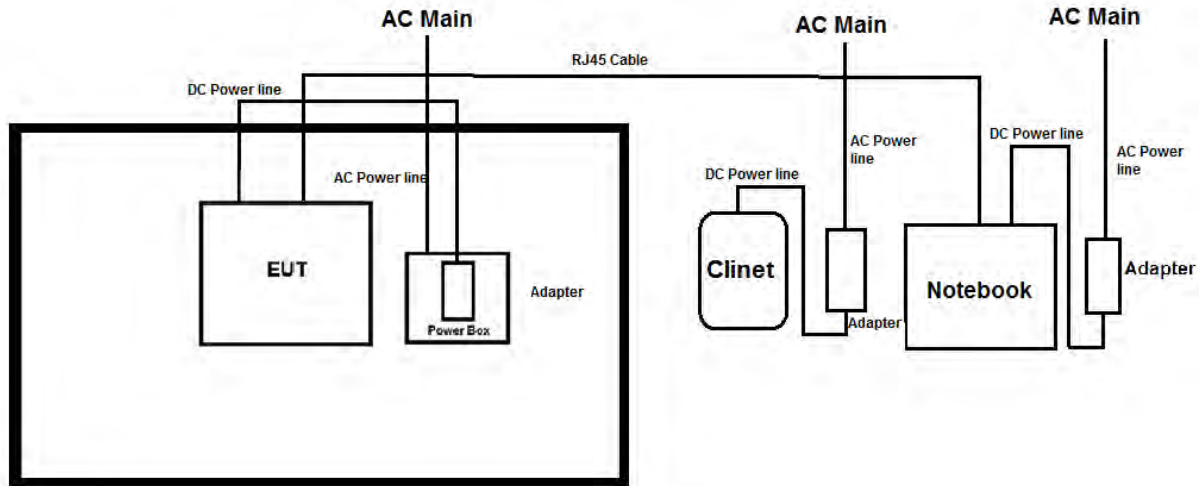 AC Main
AC Main
AC Main
RJ45 Cable
DC Power line
AC Power
line
DC Power line
AC Power
line
AC Power line
DC Power line
EUT
Clinet
Adapter
Notebook
Adapter
Adapter
Power Box